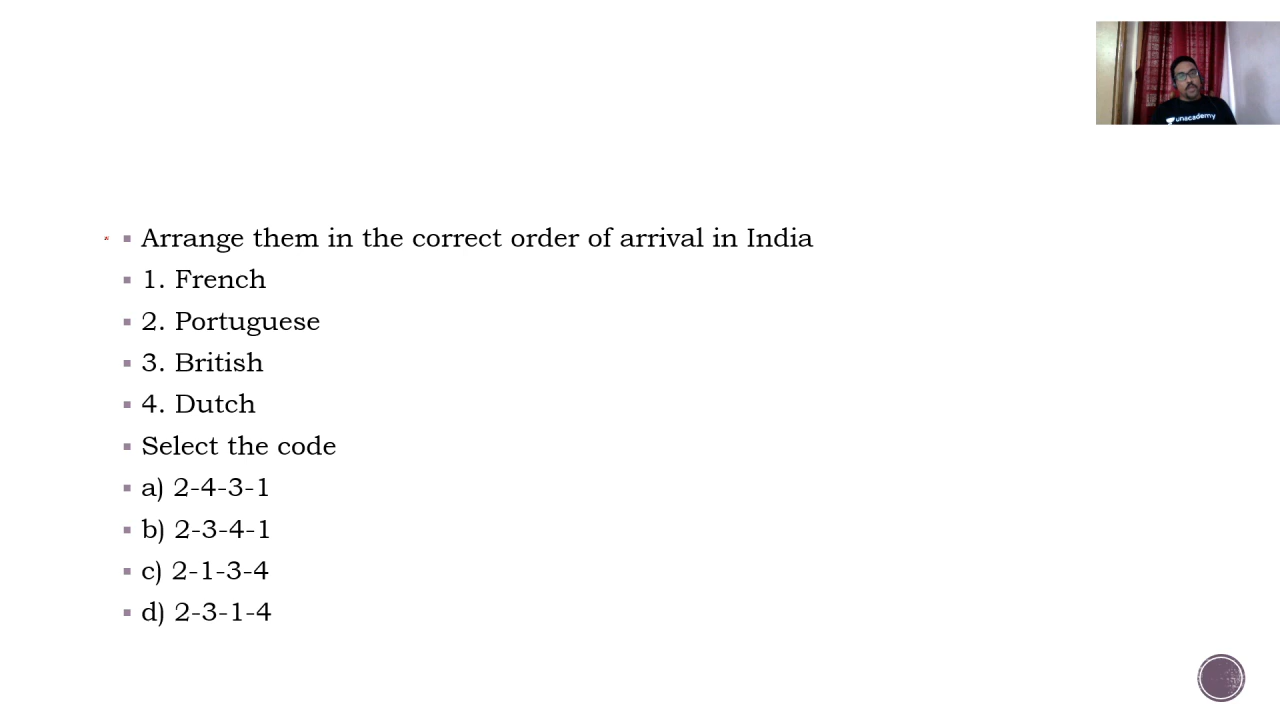 unacademy
Arrange them in the correct order of arrival in India
1. French
2. Portuguese
3. British
4. Dutch
Select the code
a) 2-4-3-1
b) 2-3-4-1
c) 2-1-3-4
d) 2-3-1-4